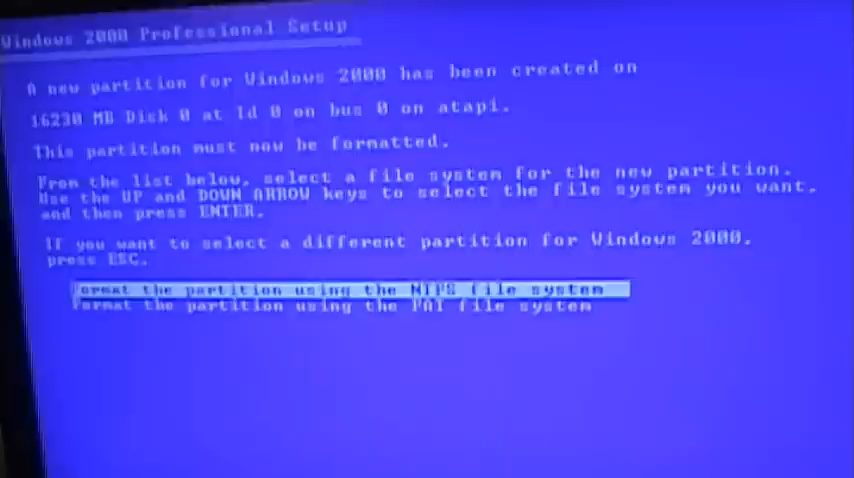 Windows 2000 Professional Setup
A new partition for Windows 2000 has been created on
16230 MB Disk 0 at Id 0 on bus 0 on atapi.
This partition must now be formatted.
From the list below, select a file system for the new partition.
Use the UP and DOWN ARROW keys to select the file system you want,
and then press ENTER.
If you want to select a different partition for Windows 2000,
press ESC.
Format the partition using the NTFS file system
Format the partition using the FAT file system